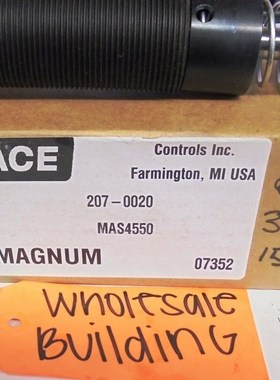 ACE
Controls Inc.
Farmington, MI USA
207-0020
MAS4550
MAGNUM
07352
Wholesale
Building